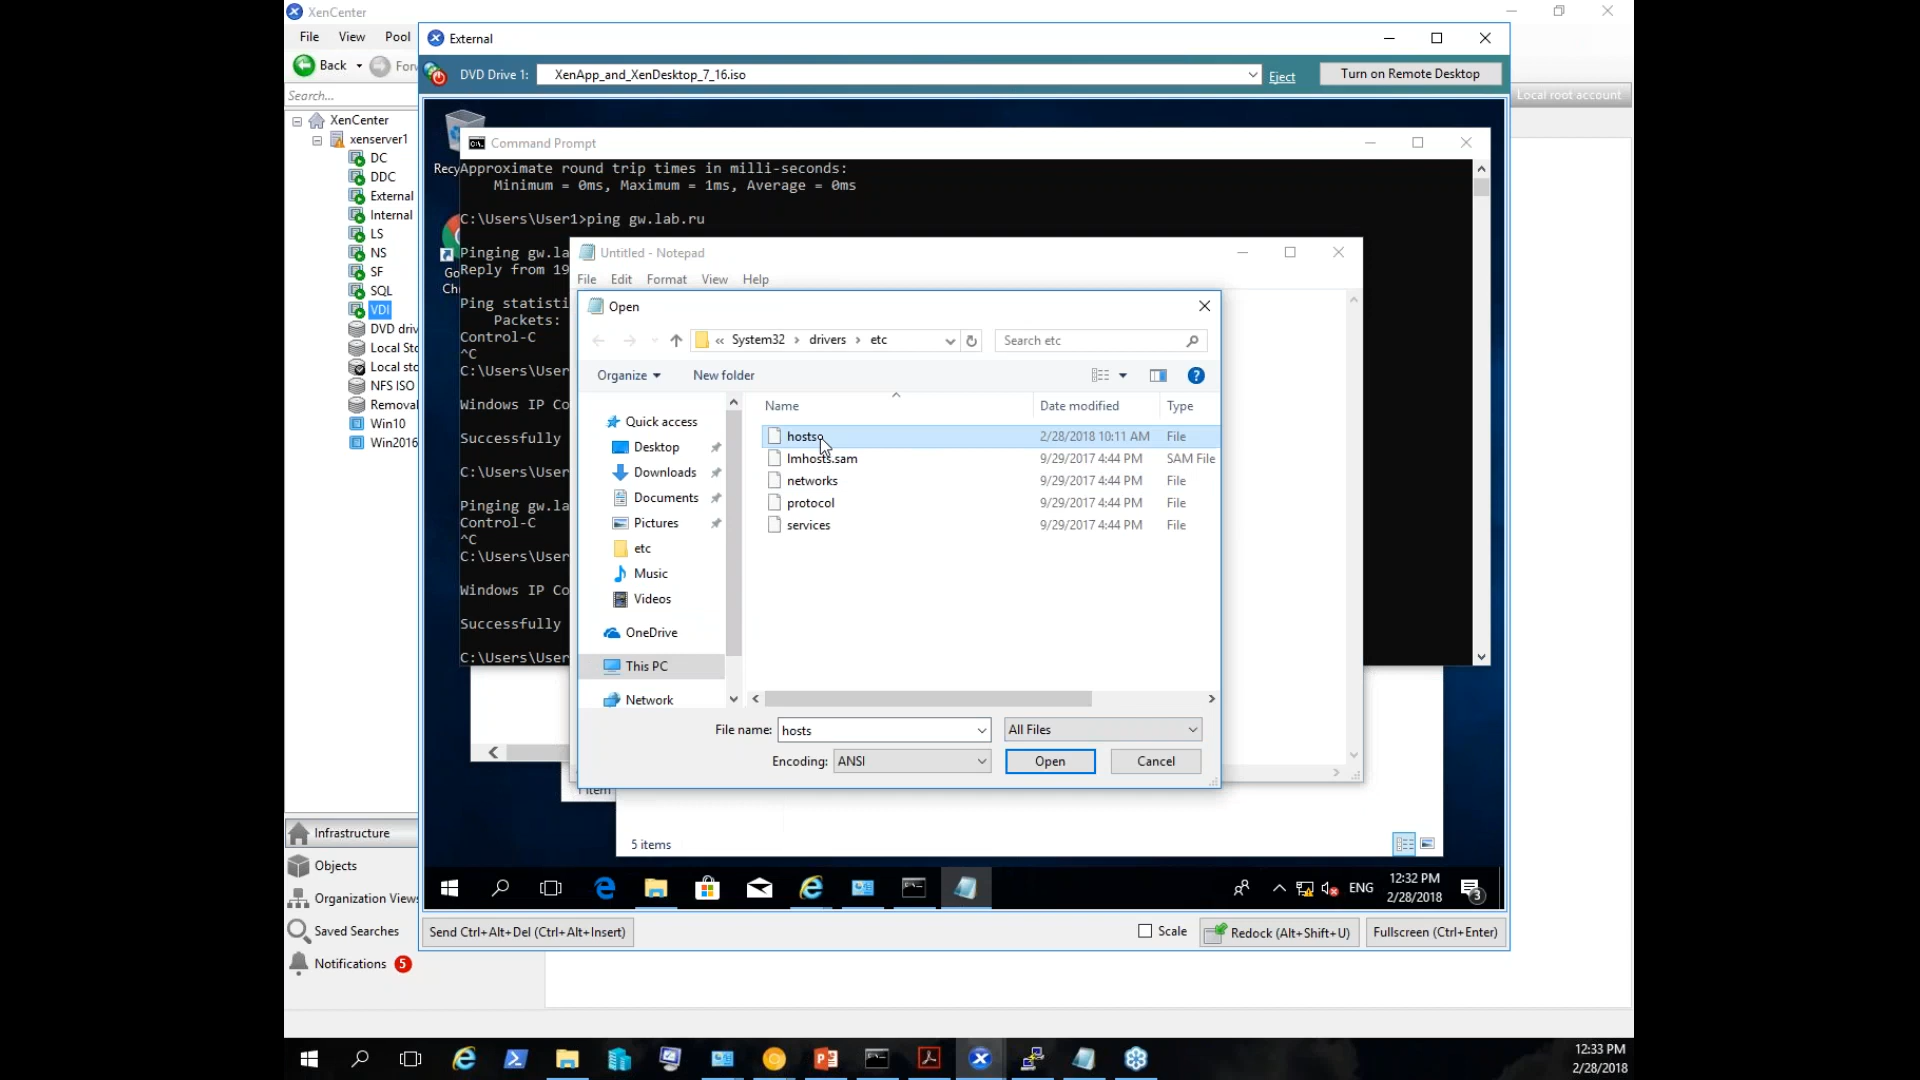 XenCenter
File View Pool
Back
Search...
XenCenter
xenserver1
DC
DDC
External
Internal
LS
NS
SF
SQL
VDI
DVD driv
Local Sto
Local sto
NFS ISO
Removal
Win10
Win2016
Infrastructure
Objects
Organization Views
Saved Searches
Notifications 5
Local root account
External
DVD Drive 1: XenApp_and_XenDesktop_7_16.iso Eject Turn on Remote Desktop
Recy
Go
Ch
Command Prompt
Approximate round trip times in milli-seconds:
Minimum = 0ms, Maximum = 1ms, Average = 0ms
C:\Users\User1>ping gw.lab.ru
Pinging gw.la
Reply from 19
Ping statisti
Packets:
Control-C
^C
C:\Users\User
Windows IP Co
Successfully
C:\Users\User
Pinging gw.la
Control-C
^C
C:\Users\User
Windows IP Co
Successfully
C:\Users\User
Untitled - Notepad
File Edit Format View Help
Open
« System32 › drivers › etc
Search etc
Organize New folder
Quick access
Desktop
Downloads
Documents
Pictures
etc
Music
Videos
OneDrive
This PC
Network
Name Date modified Type
hosts 2/28/2018 10:11 AM File
lmhosts.sam 9/29/2017 4:44 PM SAM File
networks 9/29/2017 4:44 PM File
protocol 9/29/2017 4:44 PM File
services 9/29/2017 4:44 PM File
File name: hosts All Files
Encoding: ANSI Open Cancel
1 item
5 items
ENG 12:32 PM
2/28/2018
3
Send Ctrl+Alt+Del (Ctrl+Alt+Insert) Scale Redock (Alt+Shift+U) Fullscreen (Ctrl+Enter)
12:33 PM
2/28/2018